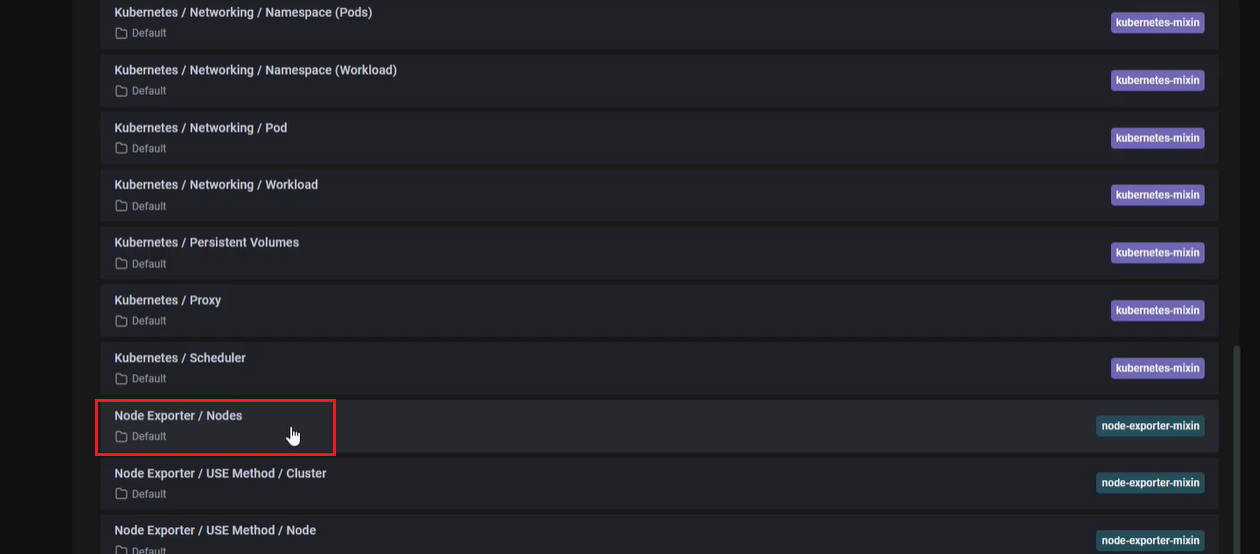 Kubernetes / Networking / Namespace (Pods)
kubernetes-mixin
Default
Kubernetes / Networking / Namespace (Workload)
kubernetes-mixin
Default
Kubernetes / Networking / Pod
kubernetes-mixin
Default
Kubernetes / Networking / Workload
kubernetes-mixin
Default
Kubernetes / Persistent Volumes
kubernetes-mixin
Default
Kubernetes / Proxy
kubernetes-mixin
Default
Kubernetes / Scheduler
kubernetes-mixin
Default
Node Exporter / Nodes
node-exporter-mixin
Default
Node Exporter / USE Method / Cluster
node-exporter-mixin
Default
Node Exporter / USE Method / Node
node-exporter-mixin
Default